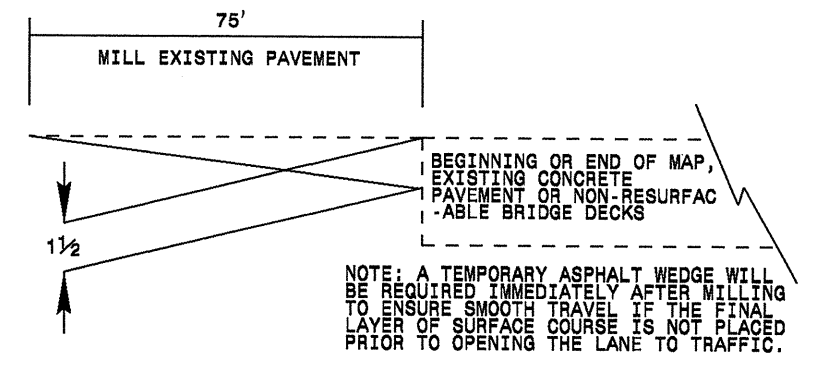 75'
MILL EXISTING PAVEMENT
BEGINNING OR END OF MAP,
EXISTING CONCRETE
PAVEMENT OR NON-RESURFAC
-ABLE BRIDGE DECKS
1½
NOTE: A TEMPORARY ASPHALT WEDGE WILL
BE REQUIRED IMMEDIATELY AFTER MILLING
TO ENSURE SMOOTH TRAVEL IF THE FINAL
LAYER OF SURFACE COURSE IS NOT PLACED
PRIOR TO OPENING THE LANE TO TRAFFIC.